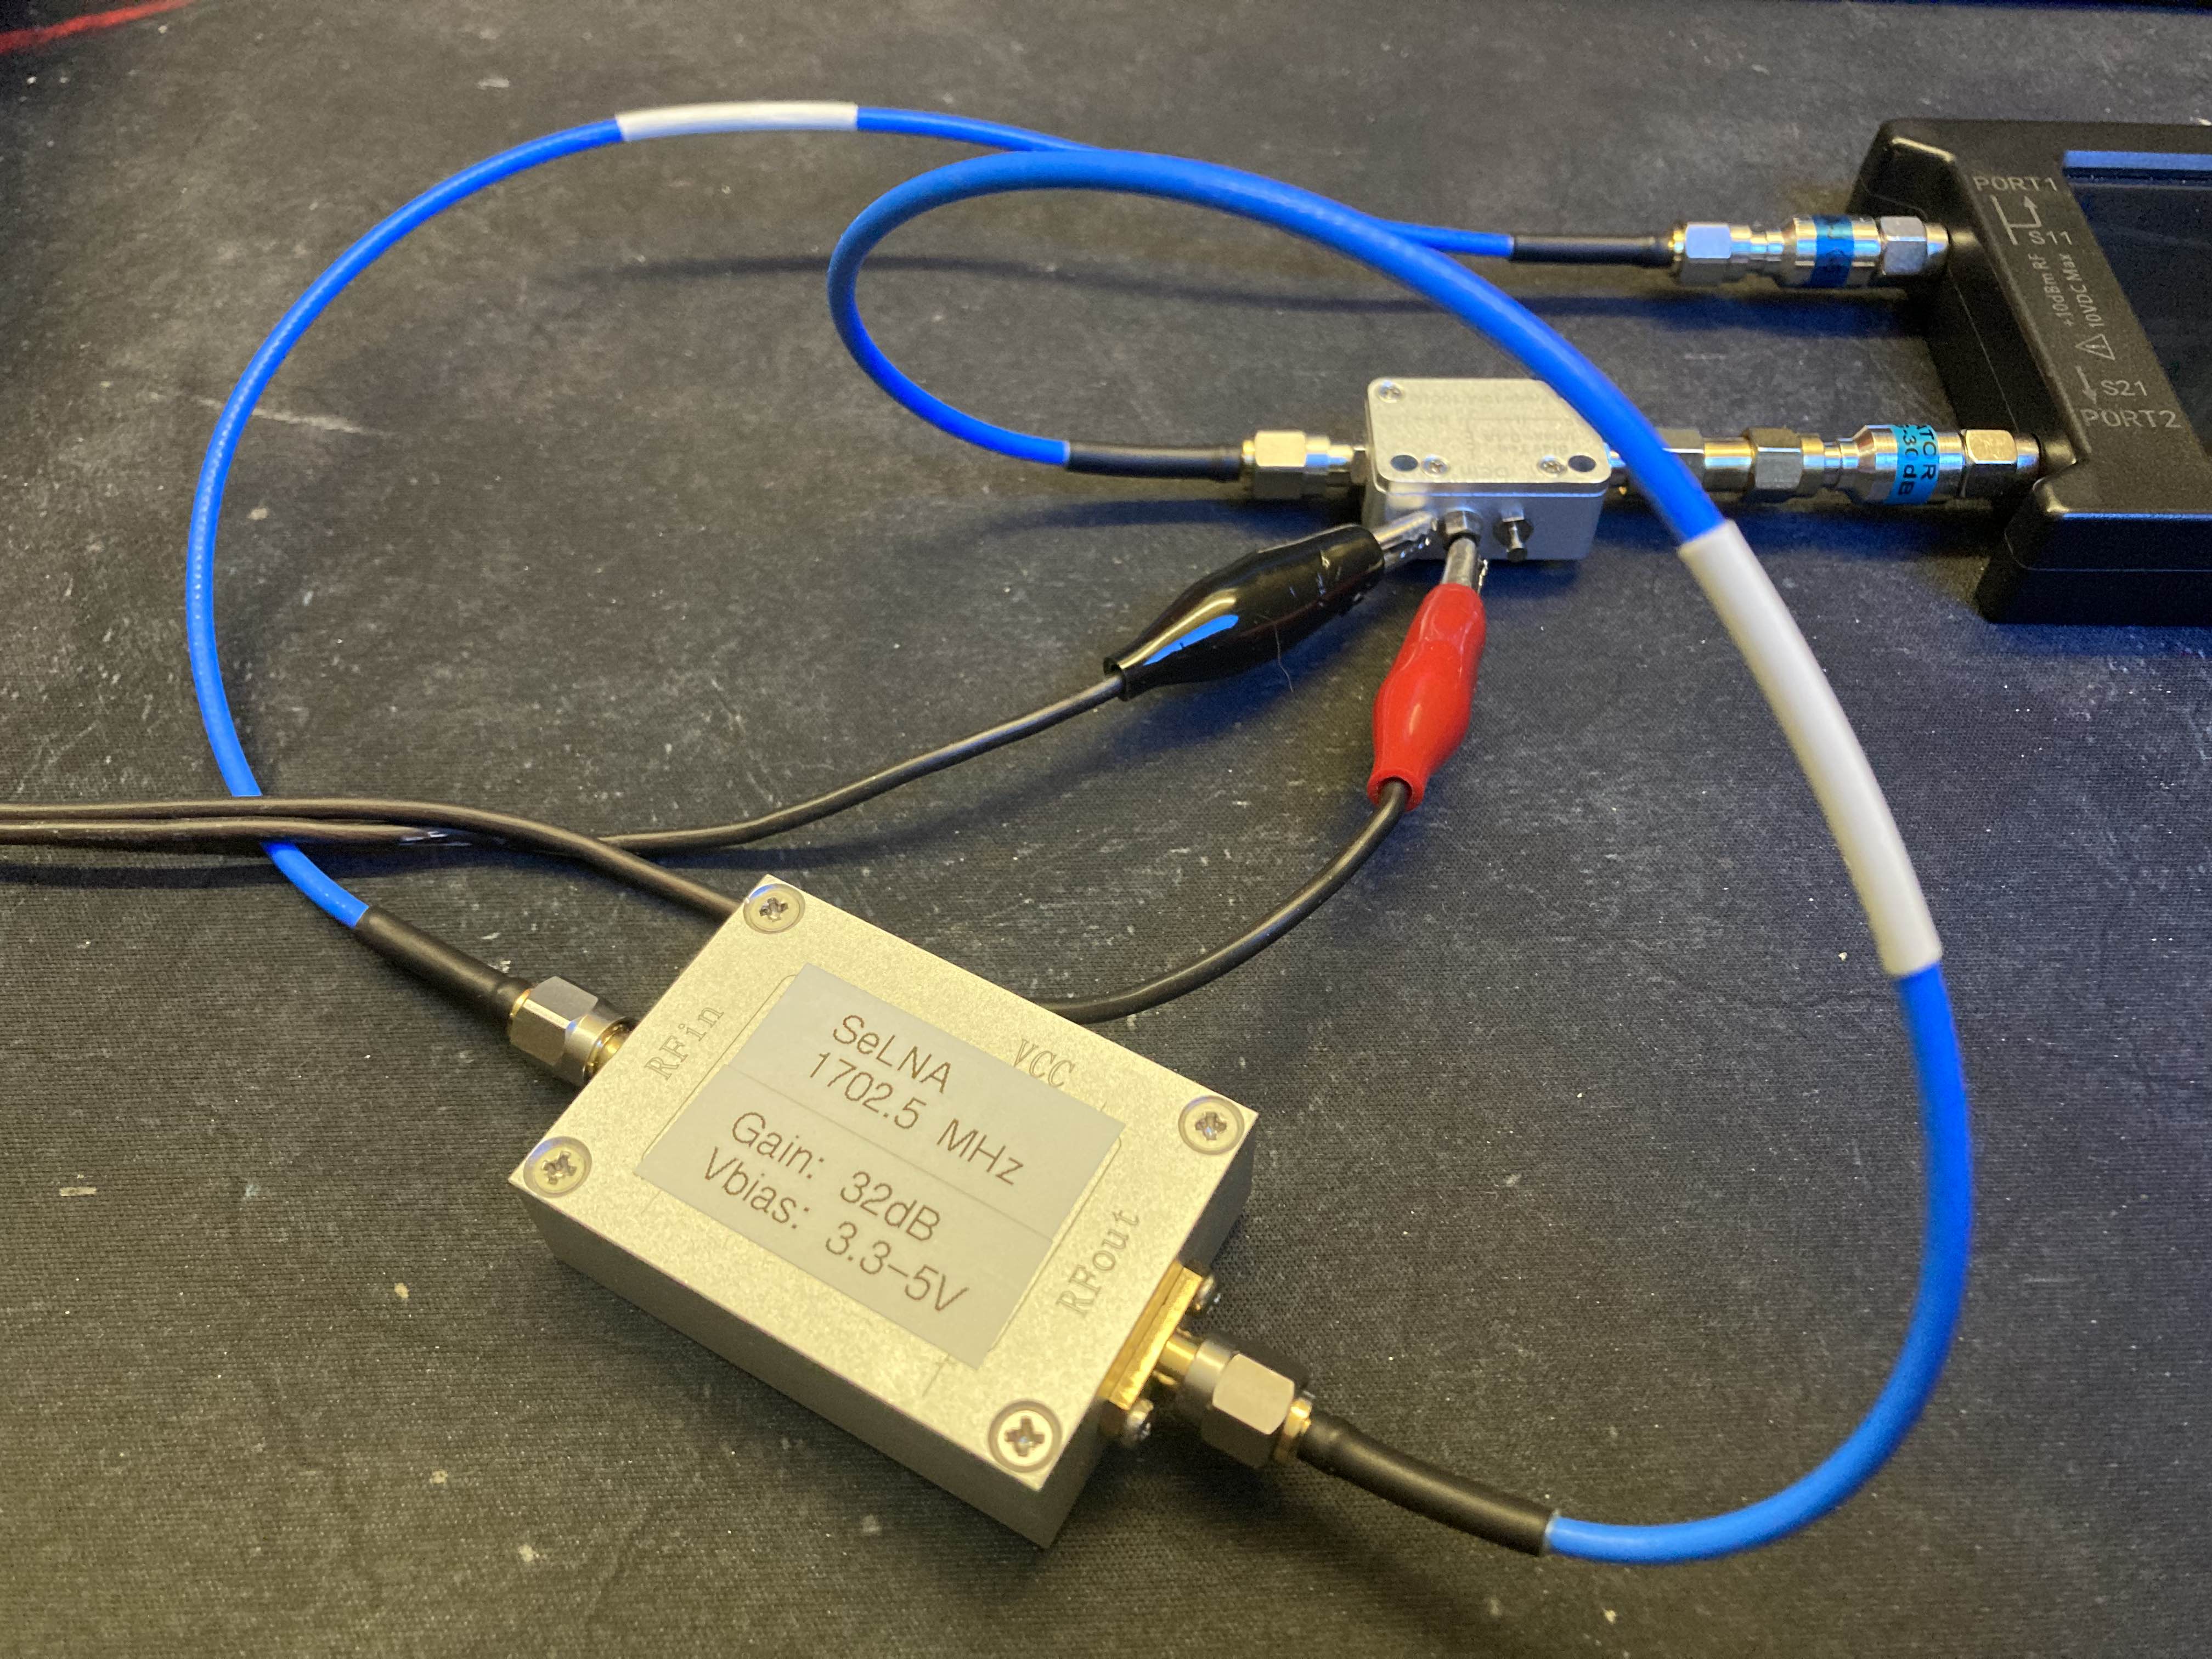 PORT1
S11
+10dBm RF
10VDC Max
S21
PORT2
30dB
RFin
VCC
SeLNA
1702.5 MHz
Gain: 32dB
Vbias: 3.3-5V
RFout